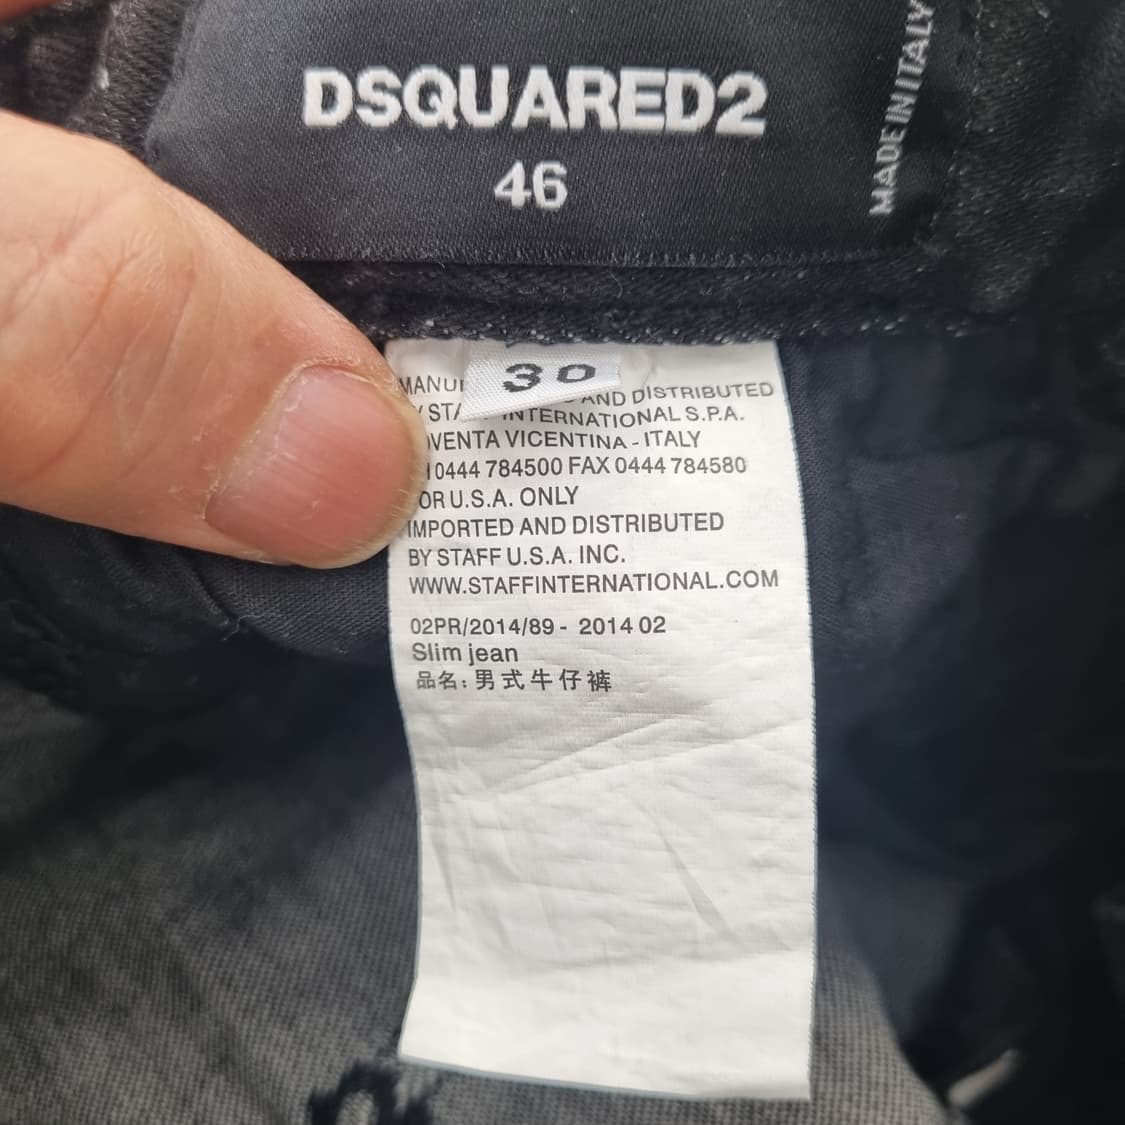 DSQUARED2
46
MADE IN ITALY
30
AND DISTRIBUTED
INTERNATIONAL S.P.A.
VENTA VICENTINA - ITALY
0444 784500 FAX 0444 784580
OR U.S.A. ONLY
IMPORTED AND DISTRIBUTED
BY STAFF U.S.A. INC.
WWW.STAFFINTERNATIONAL.COM
02PR/2014/89 - 2014 02
Slim jean
品名: 男式牛仔裤